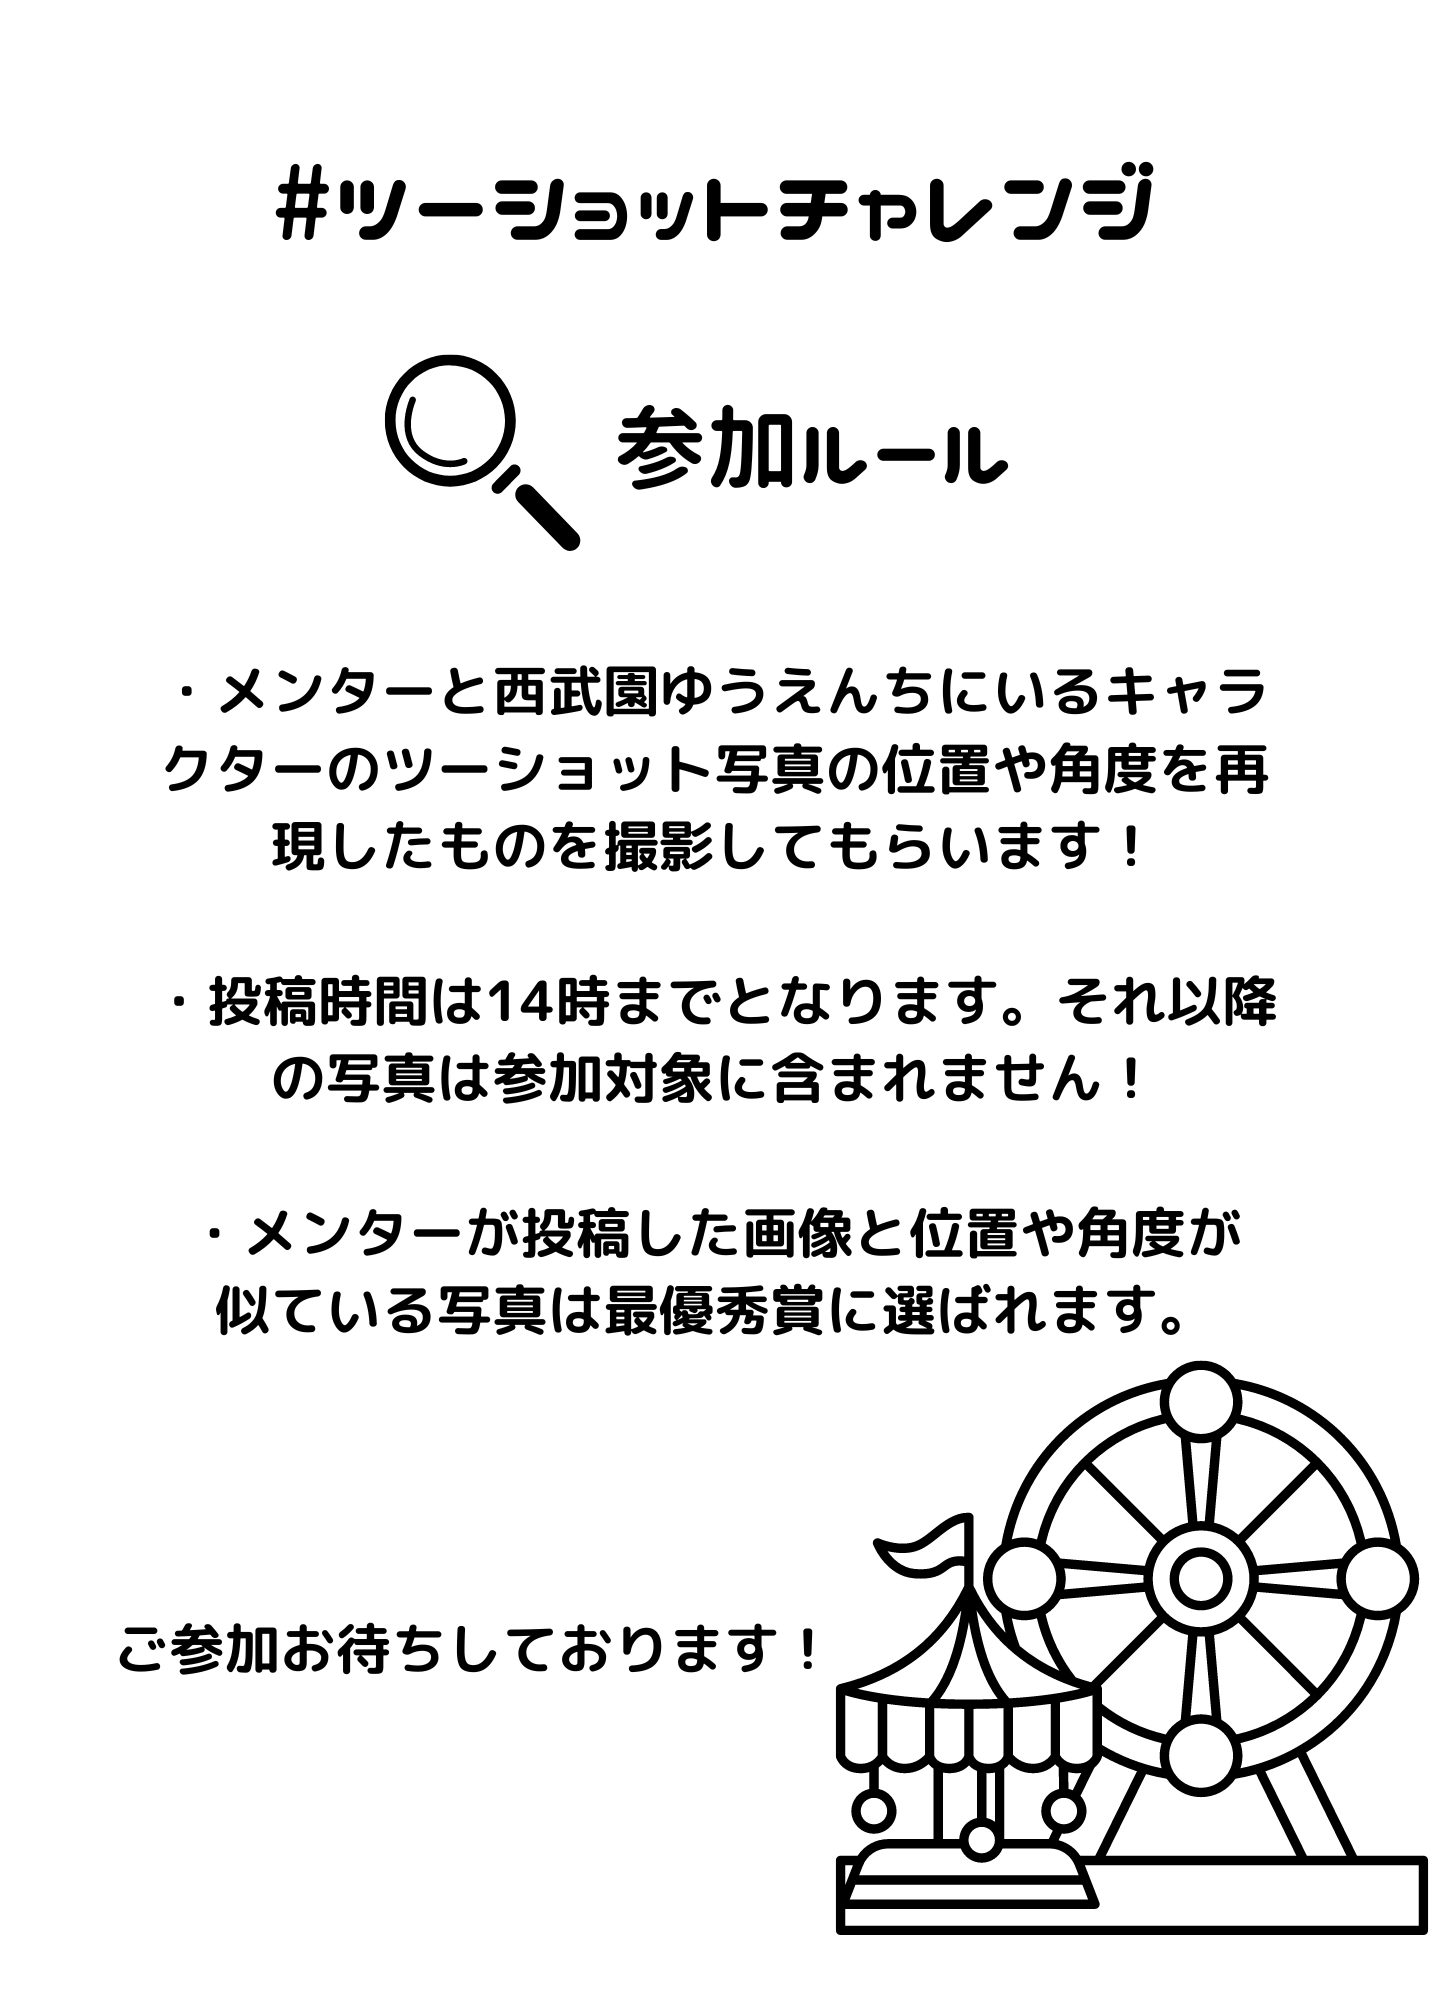 #ツーショットチャレンジ
参加ルール
・メンターと西武園ゆうえんちにいるキャラ
クターのツーショット写真の位置や角度を再
現したものを撮影してもらいます！
・投稿時間は14時までとなります。それ以降
の写真は参加対象に含まれません！
・メンターが投稿した画像と位置や角度が
似ている写真は最優秀賞に選ばれます。
ご参加お待ちしております！